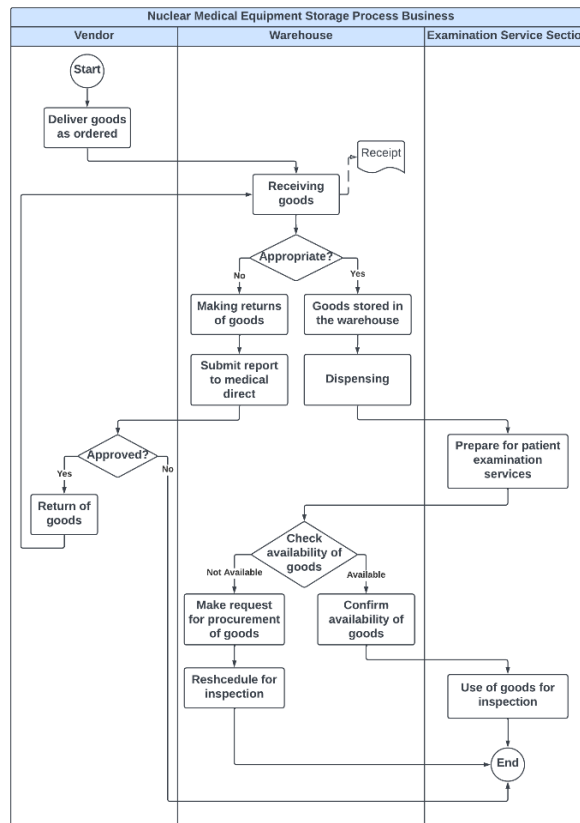 Nuclear Medical Equipment Storage Process Business
Vendor
Warehouse
Examination Service Sectio
Start
Deliver goods
as ordered
Receipt
Receiving
goods
Appropriate?
No
Yes
Making returns
of goods
Goods stored in
the warehouse
Submit report
to medical
direct
Dispensing
Approved?
Yes
No
Prepare for patient
examination
services
Return of
goods
Check
availability of
goods
Not Available
Available
Make request
for procurement
of goods
Confirm
availability of
goods
Reshcedule for
inspection
Use of goods for
inspection
End